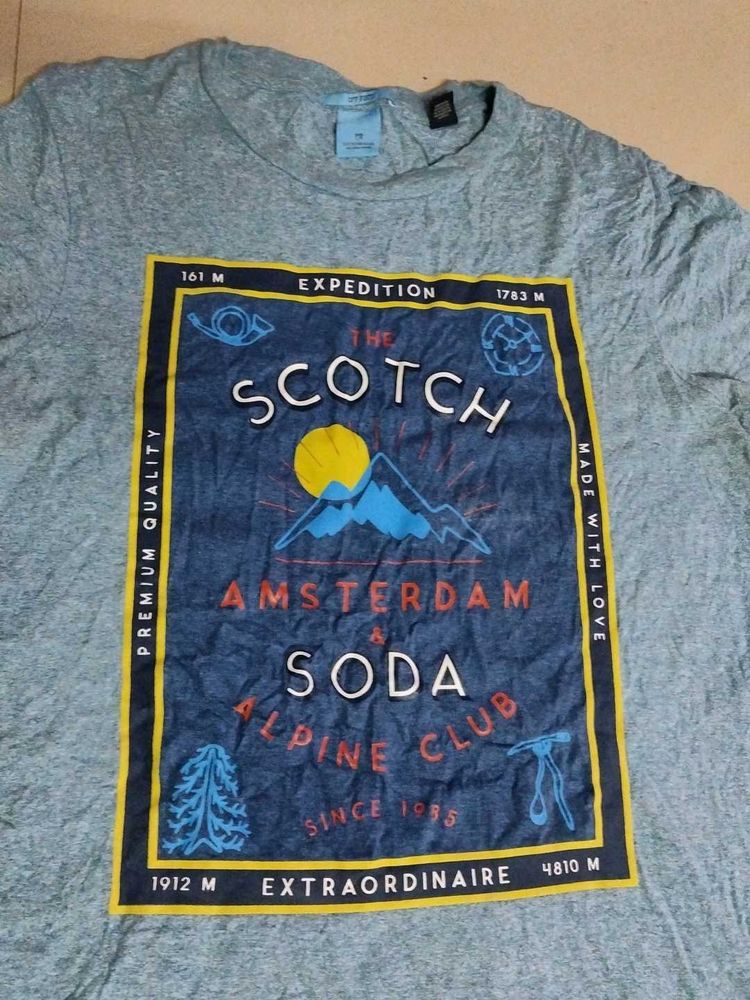 161 M
EXPEDITION
1783 M
THE
SCOTCH
PREMIUM QUALITY
MADE WITH LOVE
AMSTERDAM
&
SODA
ALPINE CLUB
SINCE 1985
1912 M
EXTRAORDINAIRE
4810 M